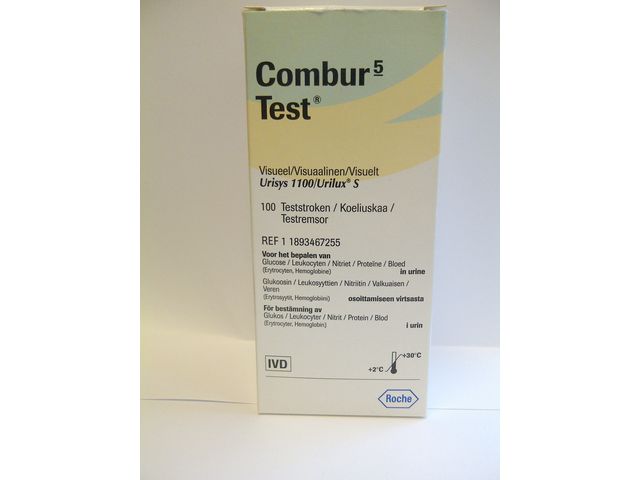 Combur 5
Test®
Visueel/Visuaalinen/Visuelt
Urisys 1100/Urilux® S
100 Teststroken / Koeliuskaa /
Testremsor
REF 1 1893467255
Voor het bepalen van
Glucose / Leukocyten / Nitriet / Proteïne / Bloed
(Erytrocyten, Hemoglobine) in urine
Glukoosin / Leukosyyttien / Nitriitin / Valkuaisen /
Veren
(Erytrosyytit, Hemoglobiini) osoittamiseen virtsasta
För bestämning av
Glukos / Leukocyter / Nitrit / Protein / Blod
(Erytrocyter, Hemoglobin) i urin
IVD
+2°C
+30°C
Roche